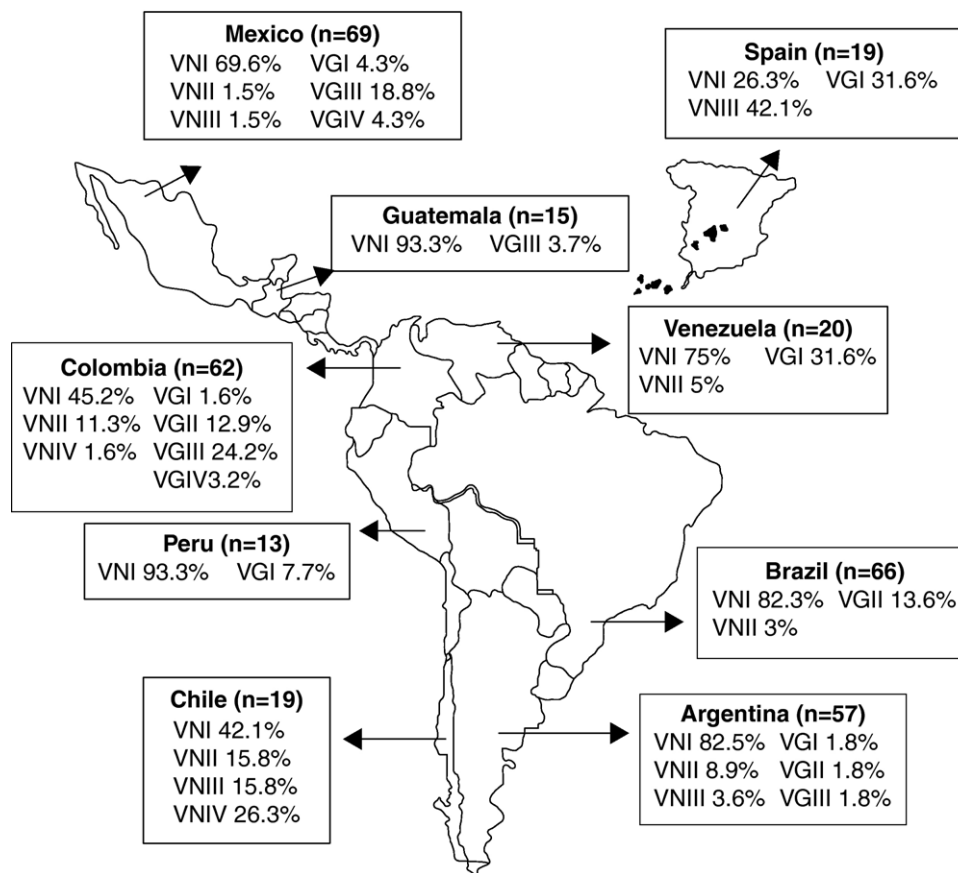 Mexico (n=69)
VNI 69.6% VGI 4.3%
VNII 1.5% VGIII 18.8%
VNIII 1.5% VGIV 4.3%
Spain (n=19)
VNI 26.3% VGI 31.6%
VNIII 42.1%
Guatemala (n=15)
VNI 93.3% VGIII 3.7%
Venezuela (n=20)
VNI 75% VGI 31.6%
VNII 5%
Colombia (n=62)
VNI 45.2% VGI 1.6%
VNII 11.3% VGII 12.9%
VNIV 1.6% VGIII 24.2%
VGIV3.2%
Peru (n=13)
VNI 93.3% VGI 7.7%
Brazil (n=66)
VNI 82.3% VGII 13.6%
VNII 3%
Chile (n=19)
VNI 42.1%
VNII 15.8%
VNIII 15.8%
VNIV 26.3%
Argentina (n=57)
VNI 82.5% VGI 1.8%
VNII 8.9% VGII 1.8%
VNIII 3.6% VGIII 1.8%